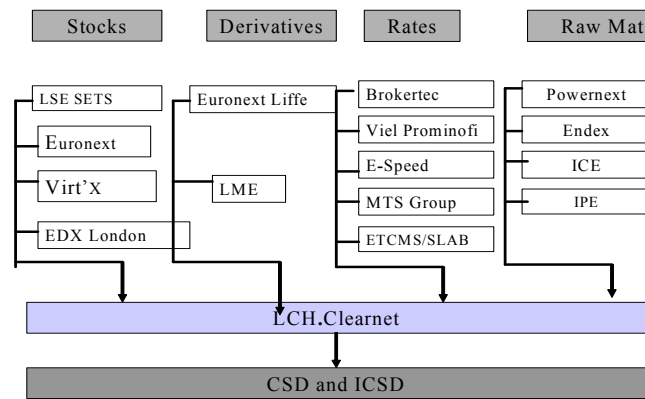 Stocks
Derivatives
Rates
Raw Mat
LSE SETS
Euronext
Virt'X
EDX London
Euronext Liffe
LME
Brokertec
Viel Prominofi
E-Speed
MTS Group
ETCMS/SLAB
Powernext
Endex
ICE
IPE
LCH.Clearnet
CSD and ICSD